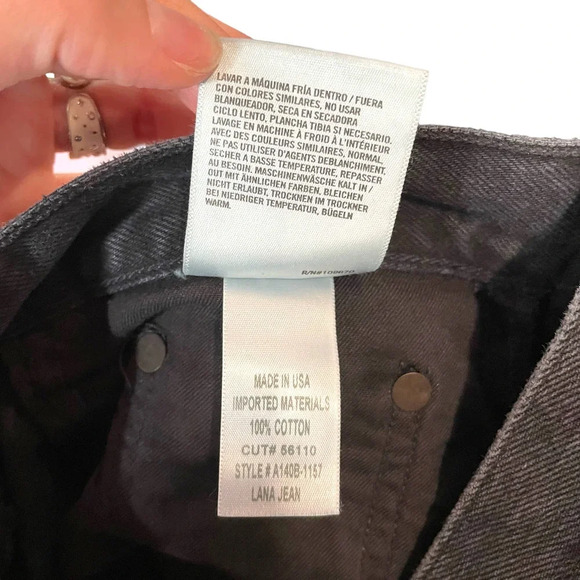 LAVAR A MÁQUINA FRÍA DENTRO / FUERA
CON COLORES SIMILARES, NO USAR
BLANQUEADOR, SECA EN SECADORA
CICLO LENTO, PLANCHA TIBIA SI NECESARIO.
LAVAGE EN MACHINE À FROID À L'INTÉRIEUR
AVEC DES COULEURS SIMILAIRES, NORMAL,
NE PAS UTILISER D'AGENTS DEBLANCHIMENT.
SECHER A BASSE TEMPERATURE, REPASSER
AU BESOIN. MASCHINENWÄSCHE KALT IN /
OUT MIT ÄHNLICHEN FARBEN. BLEICHEN
NICHT ERLAUBT. TROCKNEN IM TROCKNER
BEI NIEDRIGER TEMPERATUR, BÜGELN
WARM.
MADE IN USA
IMPORTED MATERIALS
100% COTTON
CUT# 56110
STYLE # A140B-1157
LANA JEAN